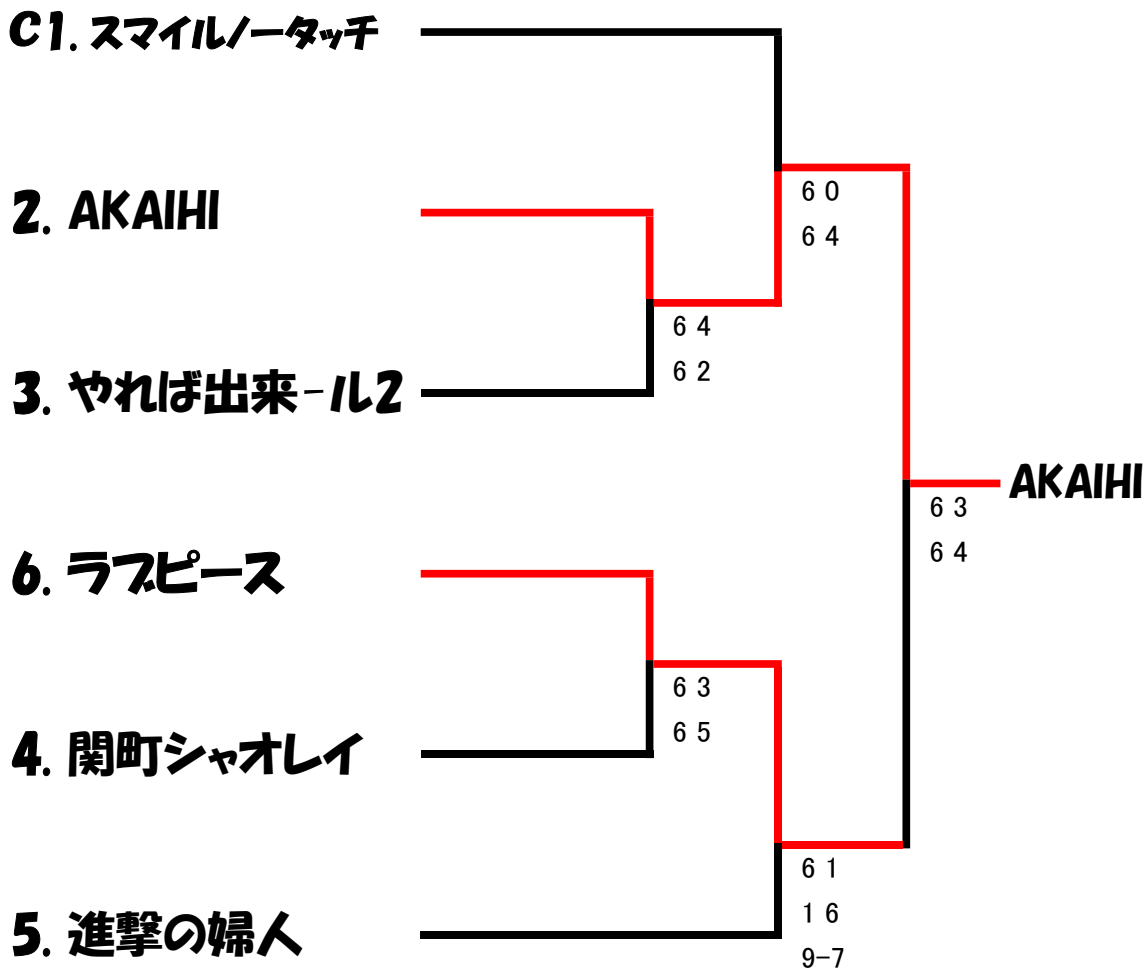 C1. スマイルノータッチ
6 0
2. AKAIHI
6 4
6 4
6 2
3. やれば出来-ル2
AKAIHI
6 3
6 4
6. ラブピース
6 3
6 5
4. 関町シャオレイ
6 1
1 6
5. 進撃の婦人
9-7